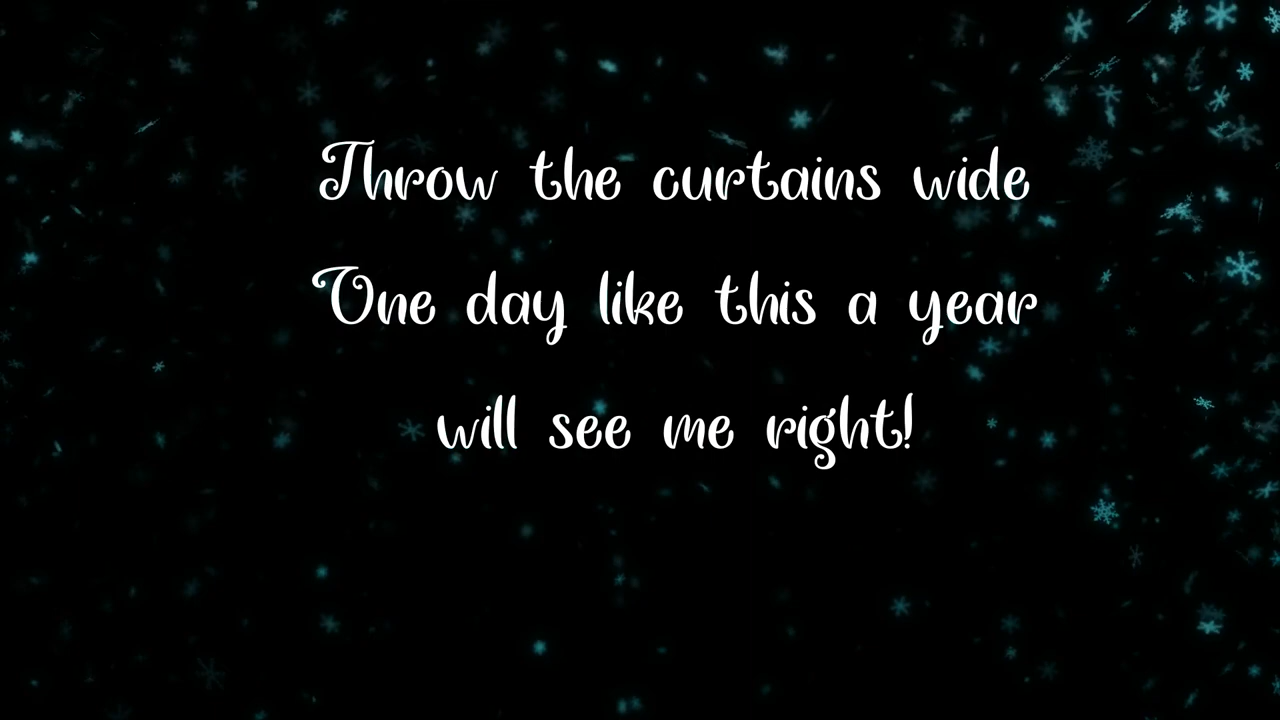 Throw the curtains wide
One day like this a year
will see me right!